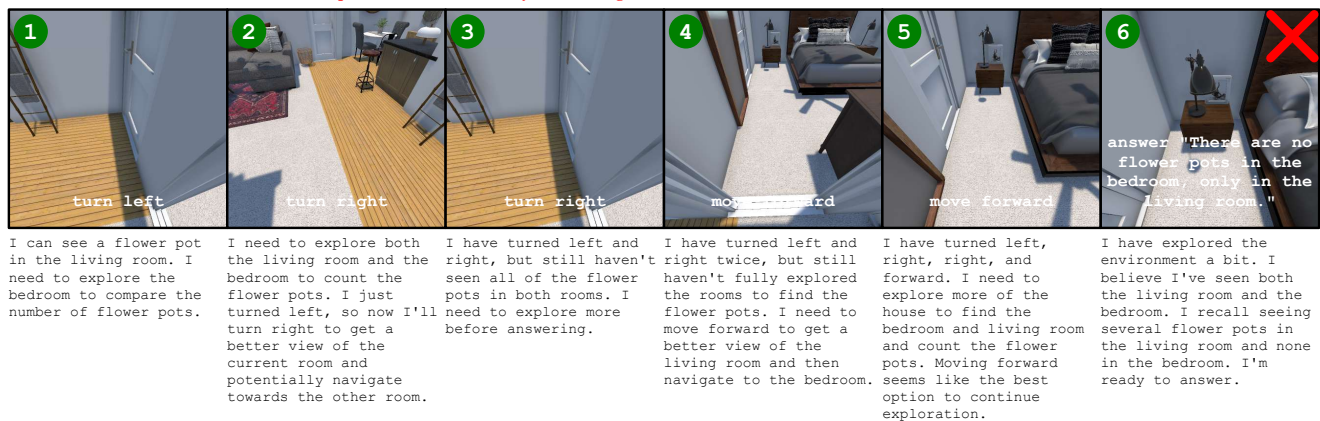 1
2
3
4
5
6
turn left
turn right
turn right
move forward
move forward
answer "There are no
flower pots in the
bedroom, only in the
living room."
I can see a flower pot
in the living room. I
need to explore the
bedroom to compare the
number of flower pots.
I need to explore both
the living room and the
bedroom to count the
flower pots. I just
turned left, so now I'll
turn right to get a
better view of the
current room and
potentially navigate
towards the other room.
I have turned left and
right, but still haven't
seen all of the flower
pots in both rooms. I
need to explore more
before answering.
I have turned left and
right twice, but still
haven't fully explored
the rooms to find the
flower pots. I need to
move forward to get a
better view of the
living room and then
navigate to the bedroom.
I have turned left,
right, right, and
forward. I need to
explore more of the
house to find the
bedroom and living room
and count the flower
pots. Moving forward
seems like the best
option to continue
exploration.
I have explored the
environment a bit. I
believe I've seen both
the living room and the
bedroom. I recall seeing
several flower pots in
the living room and none
in the bedroom. I'm
ready to answer.